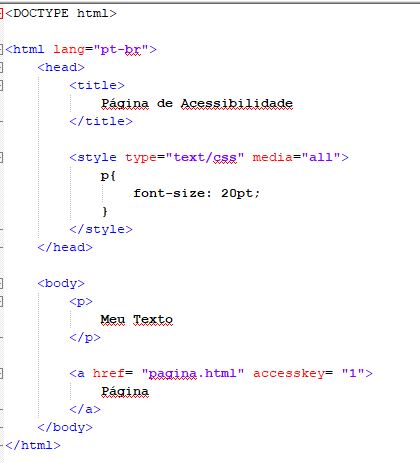 <DOCTYPE html>
<html lang="pt-br">
<head>
<title>
Página de Acessibilidade
</title>
<style type="text/css" media="all">
p{
font-size: 20pt;
}
</style>
</head>
<body>
<p>
Meu Texto
</p>
<a href= "pagina.html" accesskey= "1">
Página
</a>
</body>
</html>